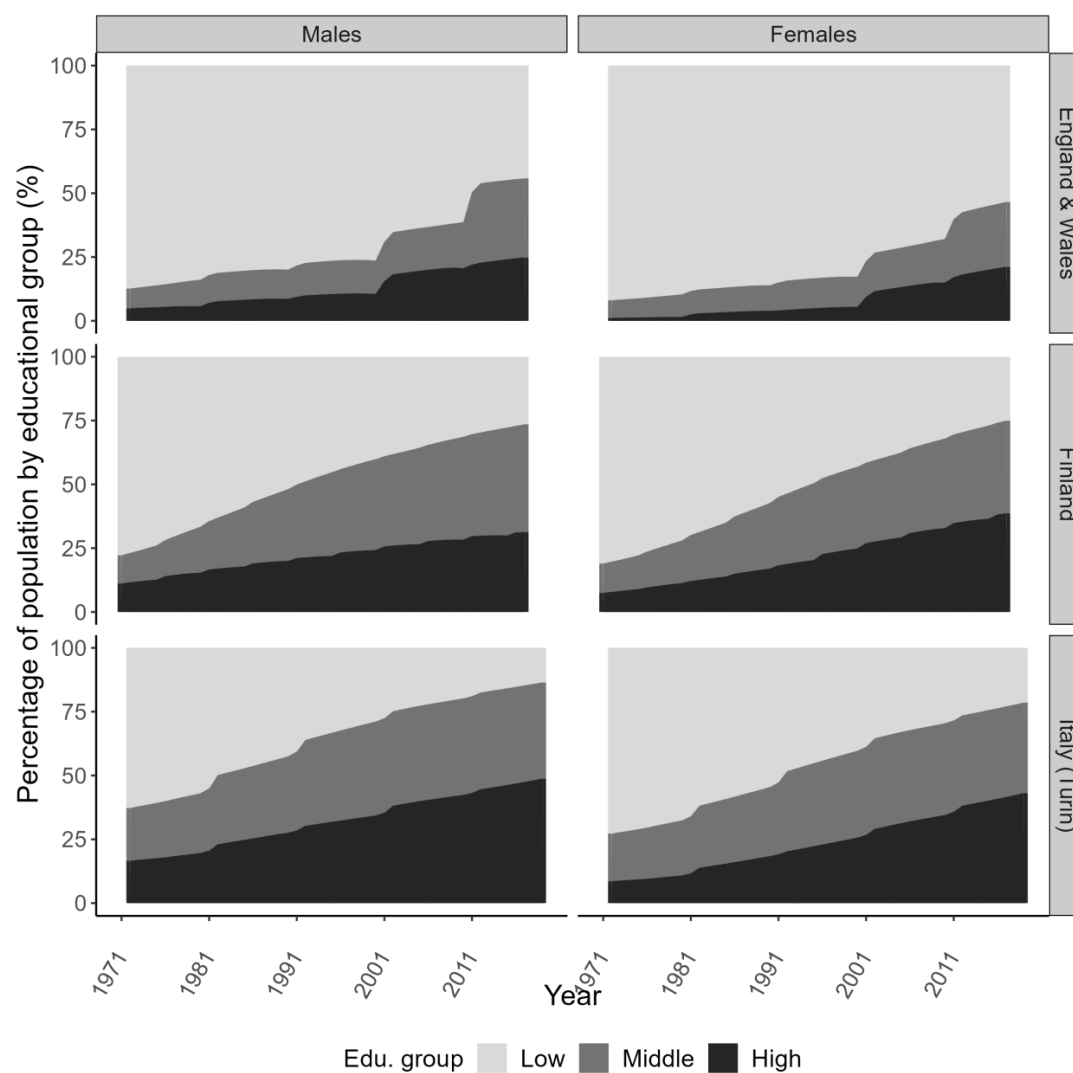 Males Females
Percentage of population by educational group (%)
100
75
50
25
0
England & Wales
100
75
50
25
0
Finland
100
75
50
25
0
Italy (Turin)
1971 1981 1991 2001 2011 1971 1981 1991 2001 2011
Year
Edu. group Low Middle High